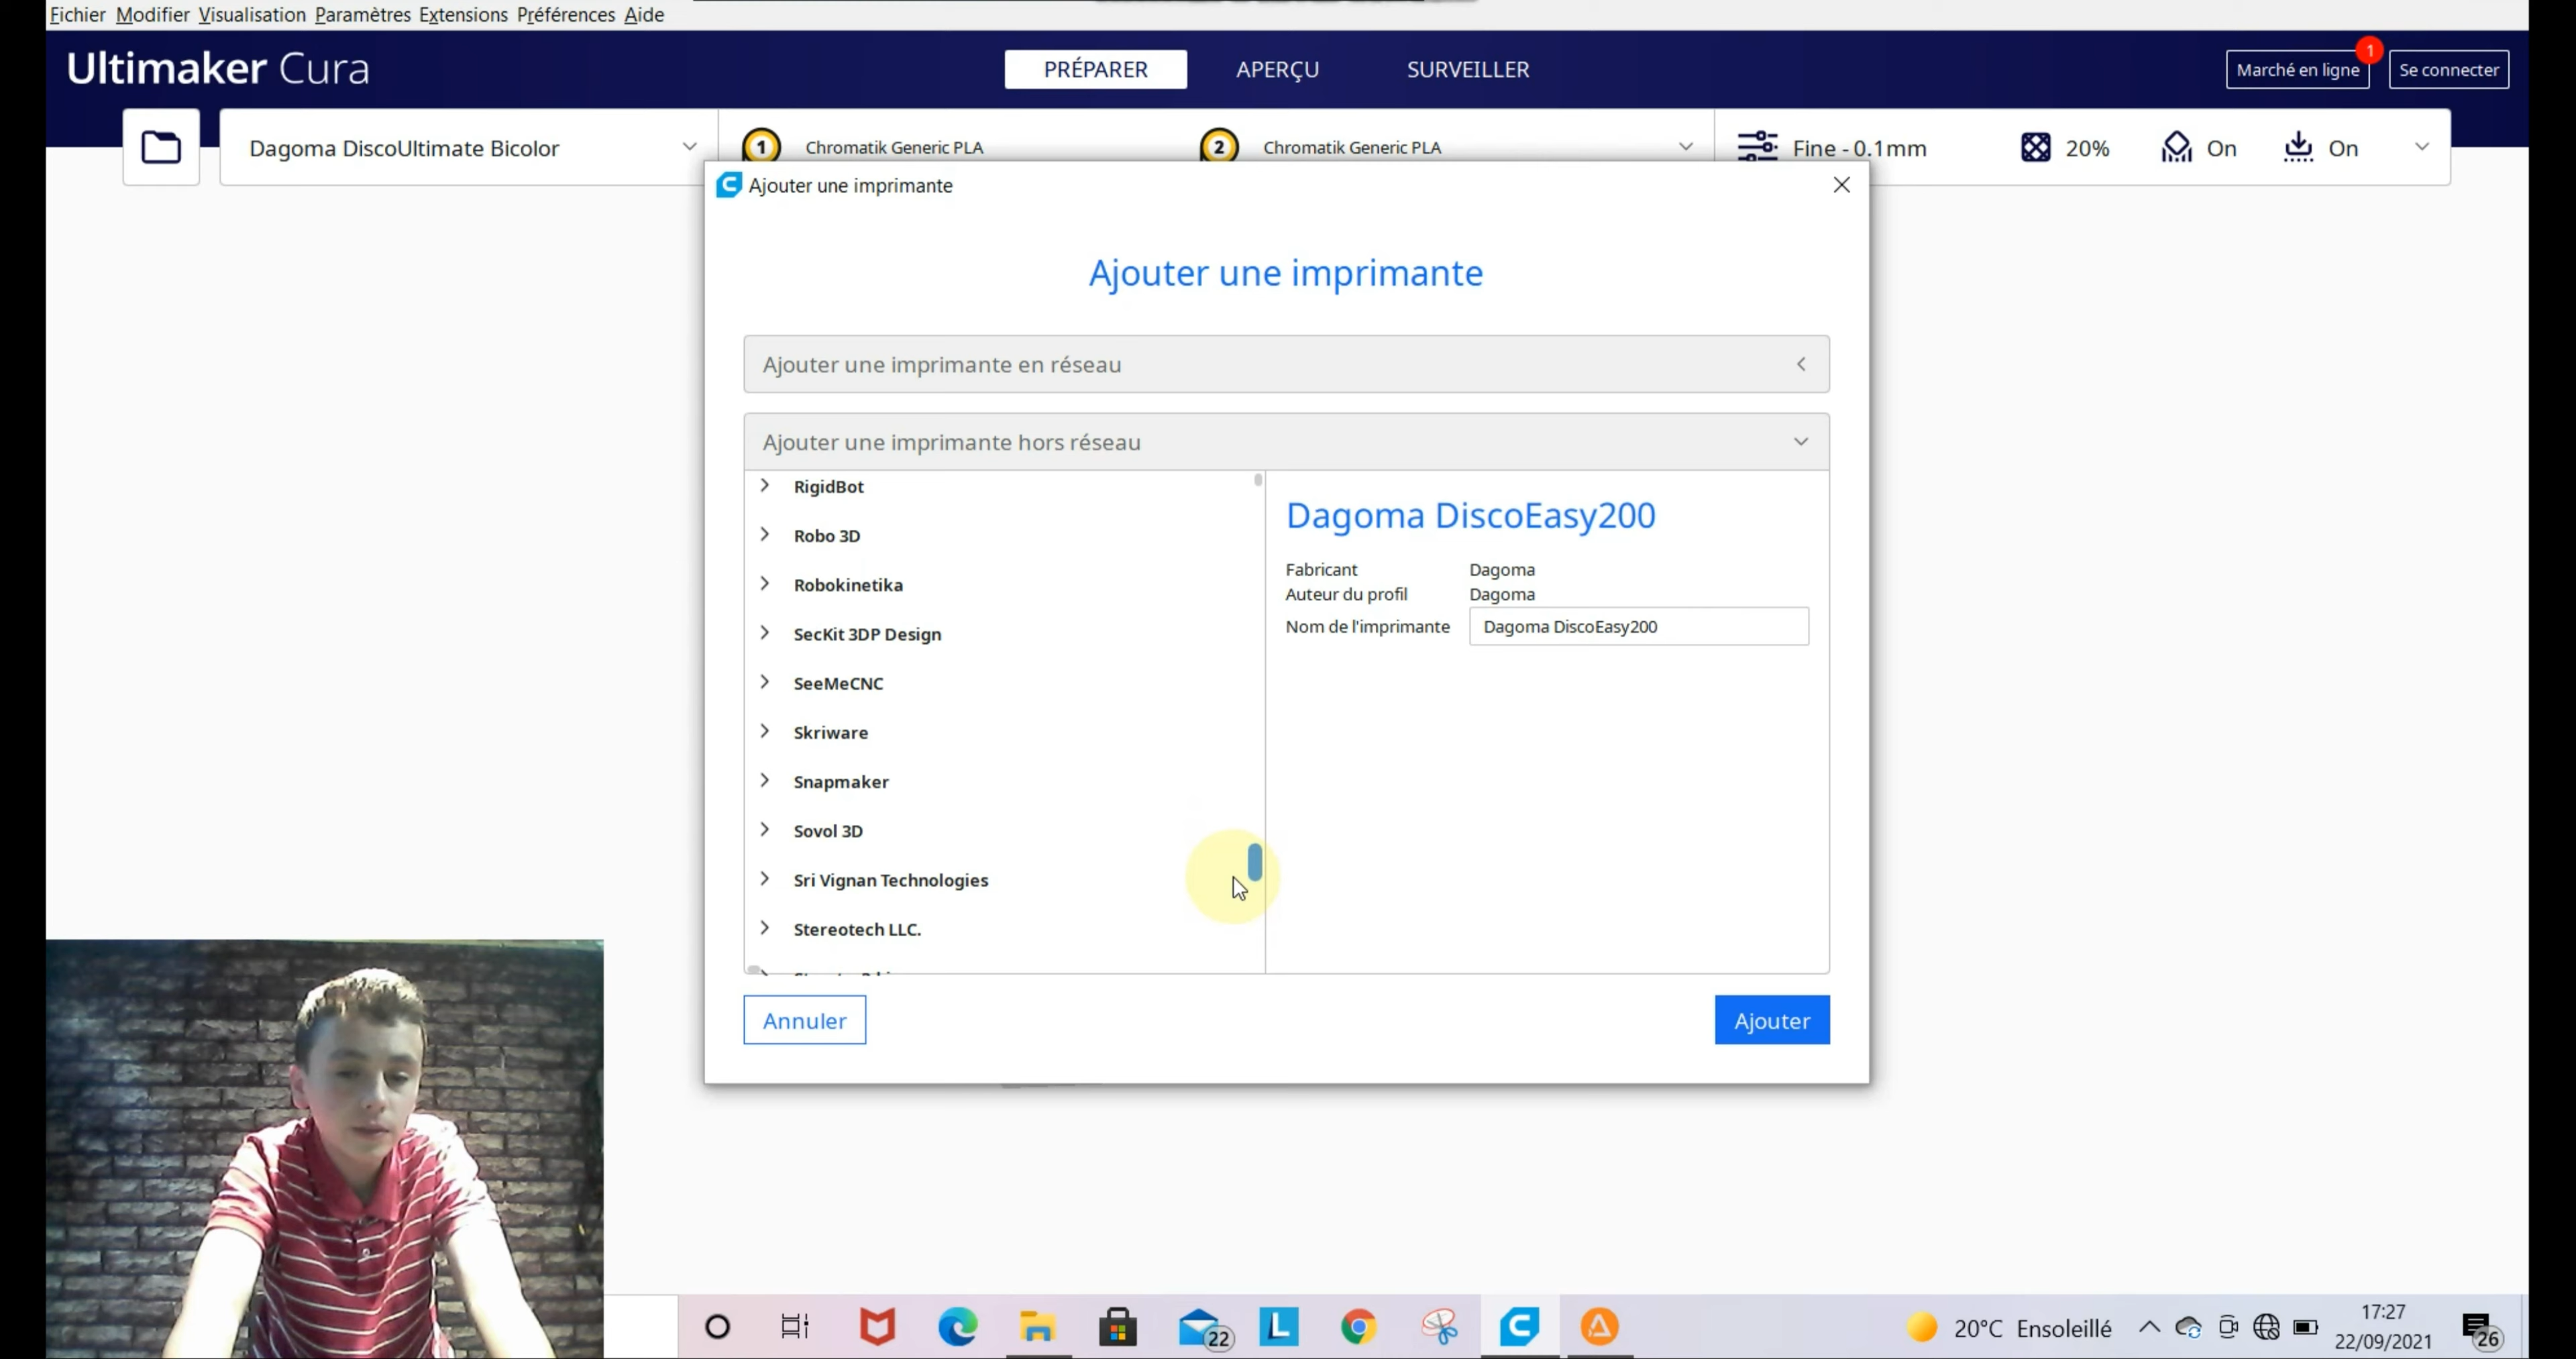 Fichier Modifier Visualisation Paramètres Extensions Préférences Aide
Ultimaker Cura
PRÉPARER APERÇU SURVEILLER
Marché en ligne 1 Se connecter
Dagoma DiscoUltimate Bicolor 1 Chromatik Generic PLA 2 Chromatik Generic PLA Fine - 0.1mm 20% On On
Ajouter une imprimante
Ajouter une imprimante
Ajouter une imprimante en réseau
Ajouter une imprimante hors réseau
RigidBot
Robo 3D
Robokinetika
SecKit 3DP Design
SeeMeCNC
Skriware
Snapmaker
Sovol 3D
Sri Vignan Technologies
Stereotech LLC.
Dagoma DiscoEasy200
Fabricant Dagoma
Auteur du profil Dagoma
Nom de l'imprimante Dagoma DiscoEasy200
Annuler Ajouter
22 L
20°C Ensoleillé
17:27
22/09/2021
26